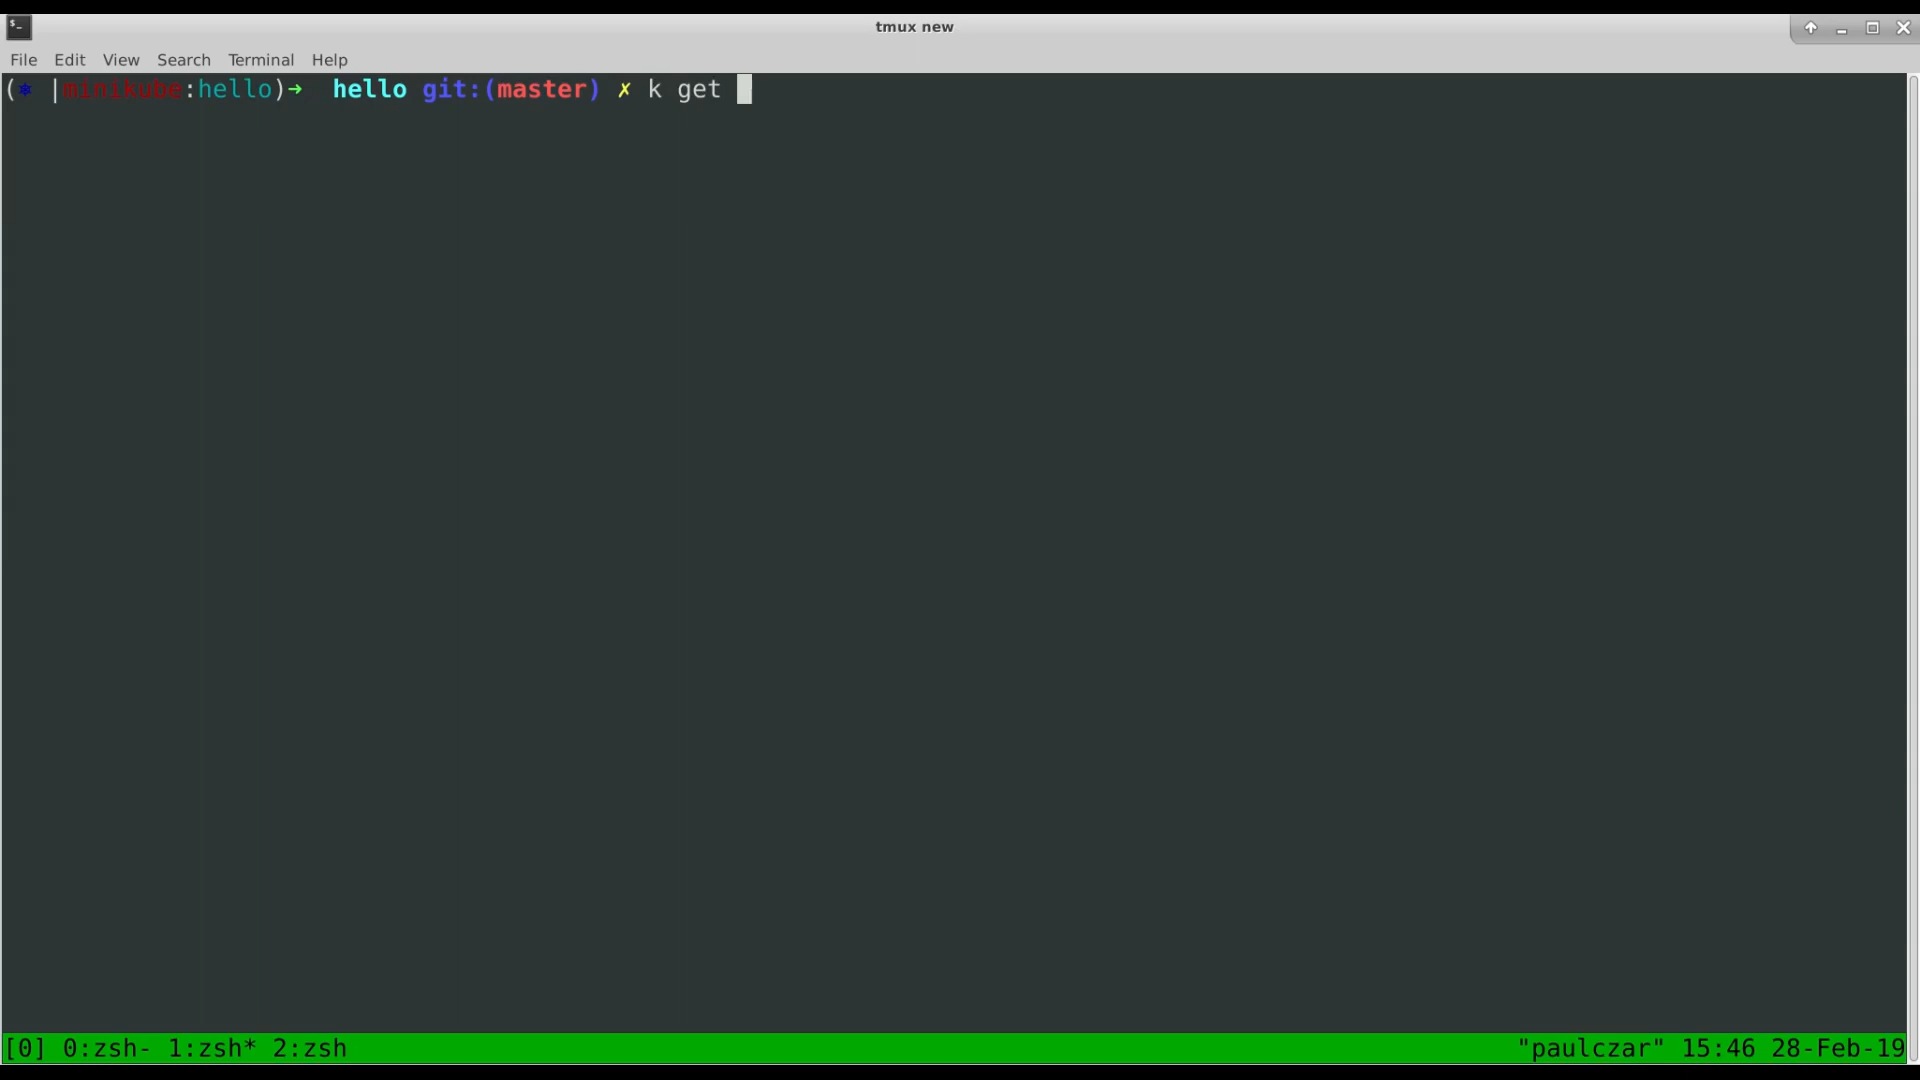 tmux new
File Edit View Search Terminal Help
(⎈ |minikube:hello)➜  hello git:(master) ✗ k get
[0] 0:zsh- 1:zsh* 2:zsh "paulczar" 15:46 28-Feb-19